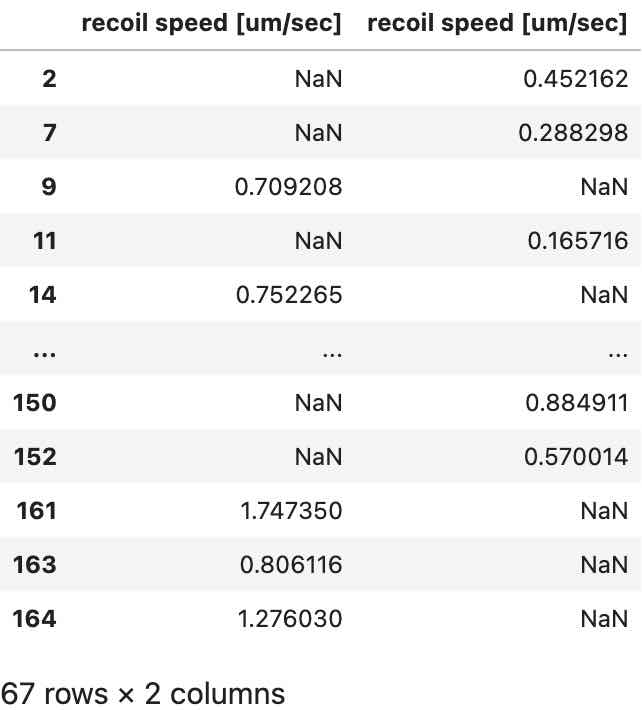 recoil speed [um/sec] recoil speed [um/sec]
2 NaN 0.452162
7 NaN 0.288298
9 0.709208 NaN
11 NaN 0.165716
14 0.752265 NaN
... ... ...
150 NaN 0.884911
152 NaN 0.570014
161 1.747350 NaN
163 0.806116 NaN
164 1.276030 NaN
67 rows × 2 columns